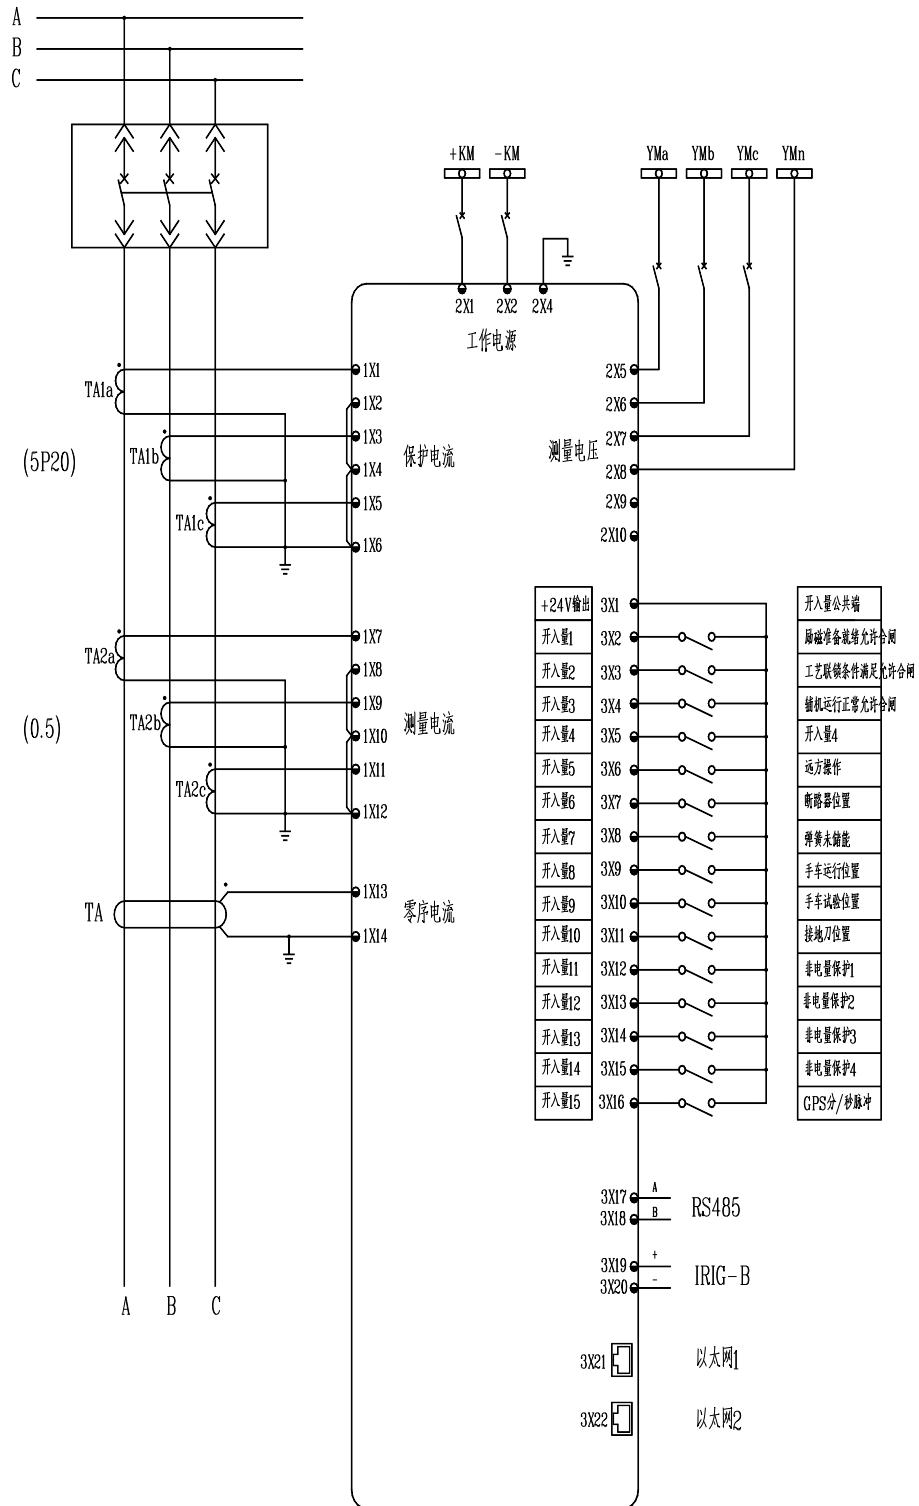 A
B
C
+KM -KM
YMa YMb YMc YMn
2X1 2X2 2X4
工作电源
TA1a
1X1
1X2
(5P20)
TA1b
1X3
1X4
保护电流
TA1c
1X5
1X6
2X5
2X6
2X7
测量电压
2X8
2X9
2X10
TA2a
1X7
1X8
(0.5)
TA2b
1X9
1X10
测量电流
TA2c
1X11
1X12
TA
1X13
零序电流
1X14
+24V输出 3X1 开入量公共端
开入量1 3X2 励磁准备就绪允许合闸
开入量2 3X3 工艺联锁条件满足允许合闸
开入量3 3X4 辅机运行正常允许合闸
开入量4 3X5 开入量4
开入量5 3X6 远方操作
开入量6 3X7 断路器位置
开入量7 3X8 弹簧未储能
开入量8 3X9 手车运行位置
开入量9 3X10 手车试验位置
开入量10 3X11 接地刀位置
开入量11 3X12 非电量保护1
开入量12 3X13 非电量保护2
开入量13 3X14 非电量保护3
开入量14 3X15 非电量保护4
开入量15 3X16 GPS分/秒脉冲
3X17 A
RS485
3X18 B
3X19 +
IRIG-B
3X20 -
A B C
3X21 以太网1
3X22 以太网2